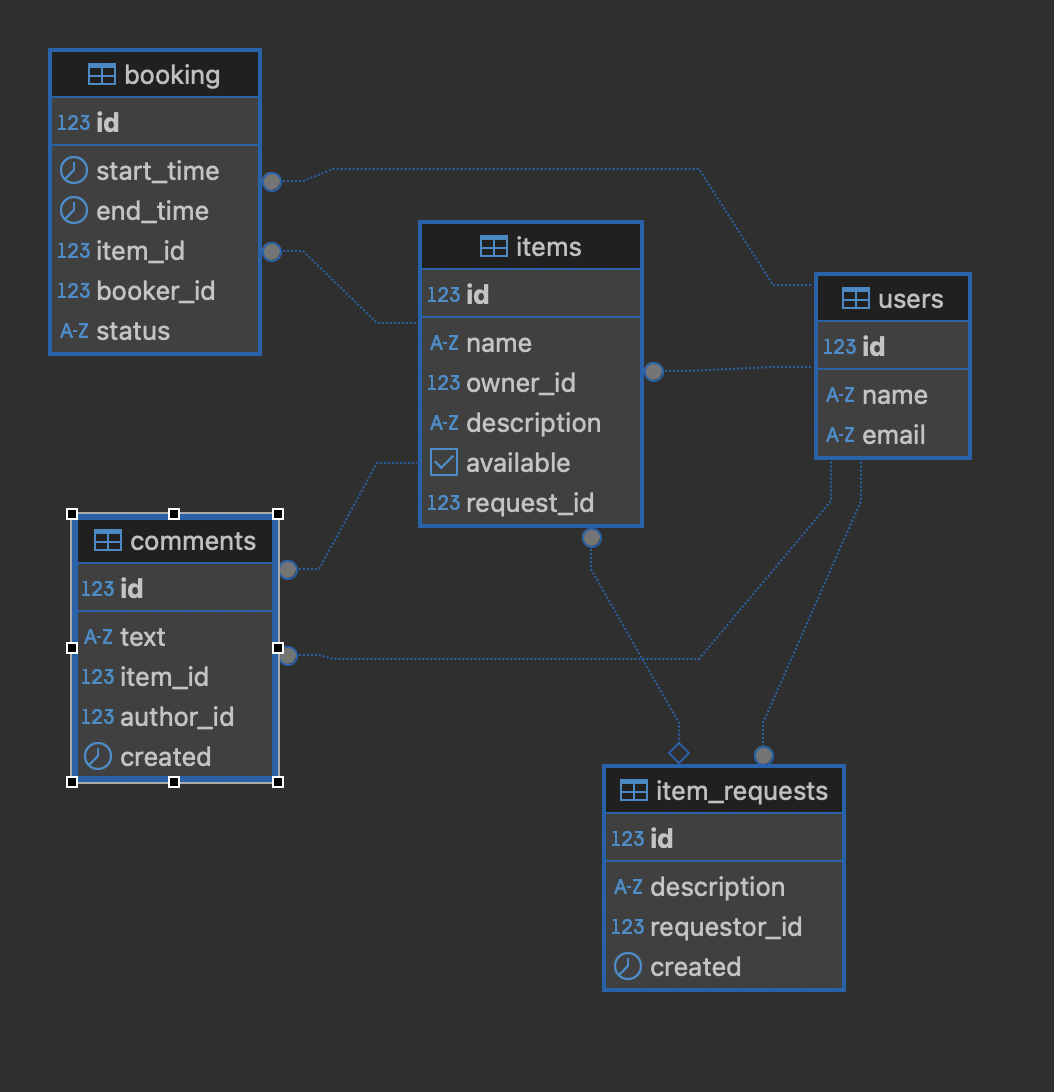 booking
123 id
start_time
end_time
123 item_id
123 booker_id
A-Z status
items
123 id
A-Z name
123 owner_id
A-Z description
available
123 request_id
users
123 id
A-Z name
A-Z email
comments
123 id
A-Z text
123 item_id
123 author_id
created
item_requests
123 id
A-Z description
123 requestor_id
created